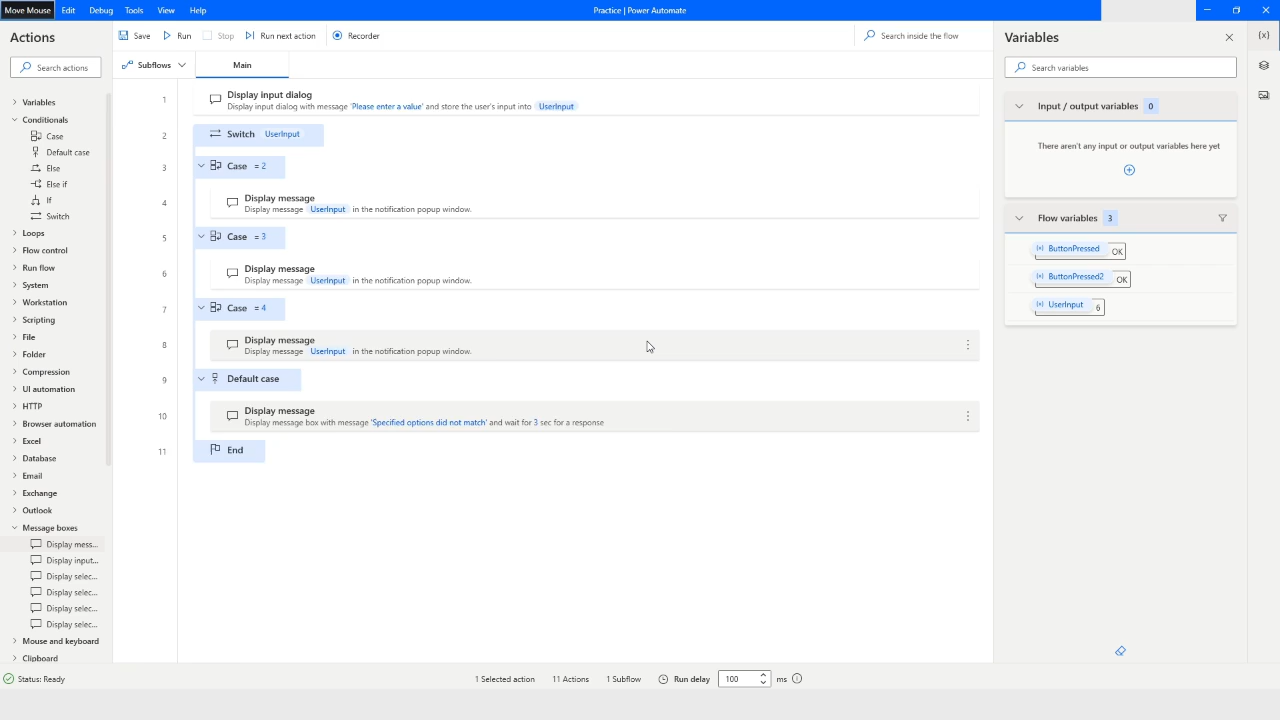 Move Mouse Edit Debug Tools View Help Practice | Power Automate
Actions
Search actions
Variables
Conditionals
Case
Default case
Else
Else if
If
Switch
Loops
Flow control
Run flow
System
Workstation
Scripting
File
Folder
Compression
UI automation
HTTP
Browser automation
Excel
Database
Email
Exchange
Outlook
Message boxes
Display mess...
Display input...
Display selec...
Display selec...
Display selec...
Display selec...
Mouse and keyboard
Clipboard
Save Run Stop Run next action Recorder Search inside the flow
Subflows Main
1 Display input dialog
Display input dialog with message 'Please enter a value' and store the user's input into UserInput
2 Switch UserInput
3 Case = 2
4 Display message
Display message UserInput in the notification popup window.
5 Case = 3
6 Display message
Display message UserInput in the notification popup window.
7 Case = 4
8 Display message
Display message UserInput in the notification popup window.
9 Default case
10 Display message
Display message box with message 'Specified options did not match' and wait for 3 sec for a response
11 End
Variables
Search variables
Input / output variables 0
There aren't any input or output variables here yet
Flow variables 3
{x} ButtonPressed OK
{x} ButtonPressed2 OK
{x} UserInput 6
{x}
Status: Ready 1 Selected action 11 Actions 1 Subflow Run delay 100 ms